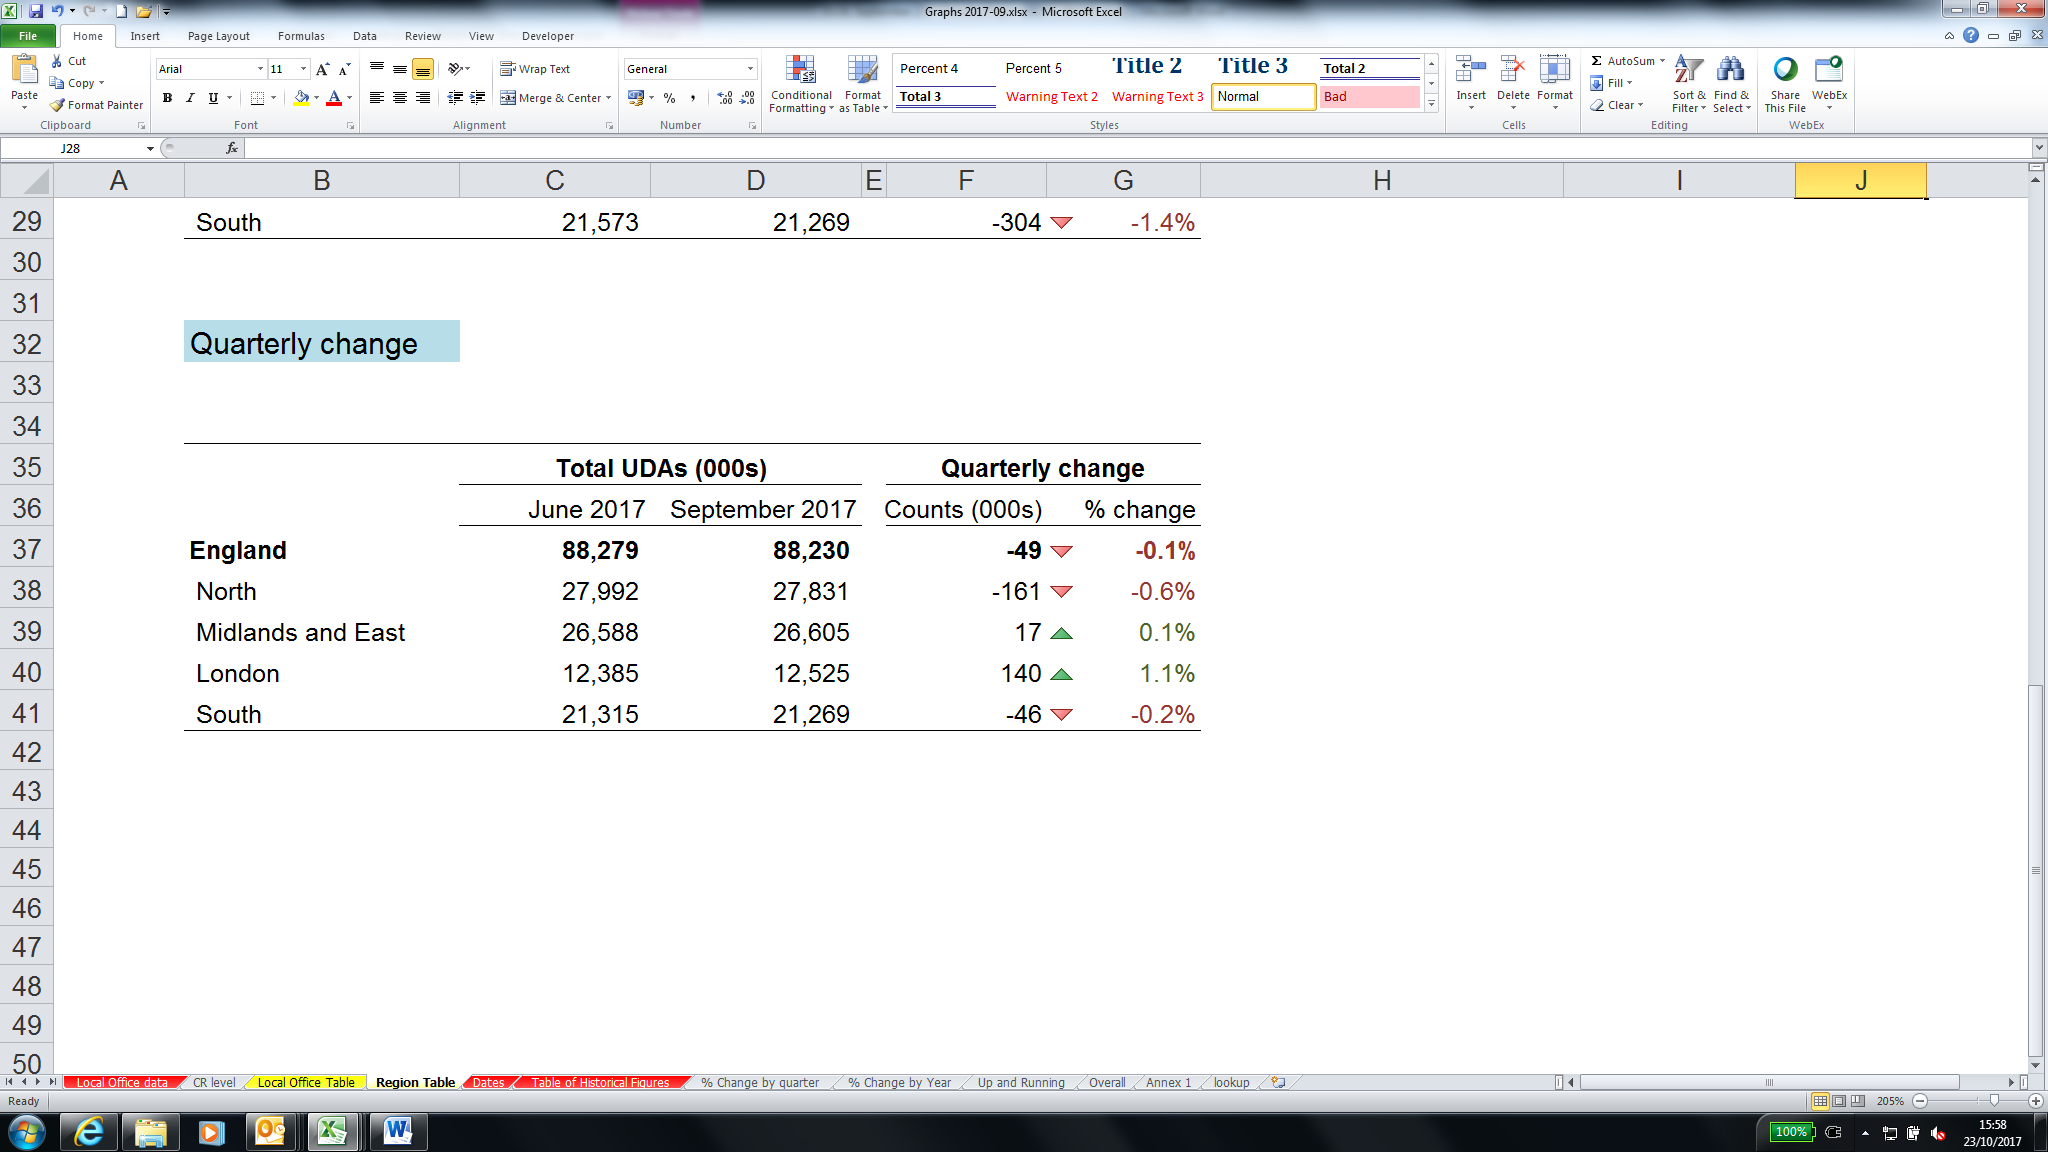 Graphs 2017-09.xlsx - Microsoft Excel
File Home Insert Page Layout Formulas Data Review View Developer
Paste Cut Copy Format Painter Clipboard
Arial 11 A A B I U A Font
Wrap Text Merge & Center Alignment
General % , .00 Number
Conditional Formatting Format as Table
Percent 4 Percent 5 Title 2 Title 3 Total 2
Total 3 Warning Text 2 Warning Text 3 Normal Bad
Styles
Insert Delete Format Cells
Σ AutoSum Fill Clear Sort & Filter Find & Select Editing
Share This File WebEx WebEx
J28 fx
A B C D E F G H I J
29 South 21,573 21,269 -304 -1.4%
30
31
32 Quarterly change
33
34
35 Total UDAs (000s) Quarterly change
36 June 2017 September 2017 Counts (000s) % change
37 England 88,279 88,230 -49 -0.1%
38 North 27,992 27,831 -161 -0.6%
39 Midlands and East 26,588 26,605 17 0.1%
40 London 12,385 12,525 140 1.1%
41 South 21,315 21,269 -46 -0.2%
42
43
44
45
46
47
48
49
50
Local Office data CR level Local Office Table Region Table Dates Table of Historical Figures % Change by quarter % Change by Year Up and Running Overall Annex 1 lookup
Ready 205%
100% 15:58
23/10/2017